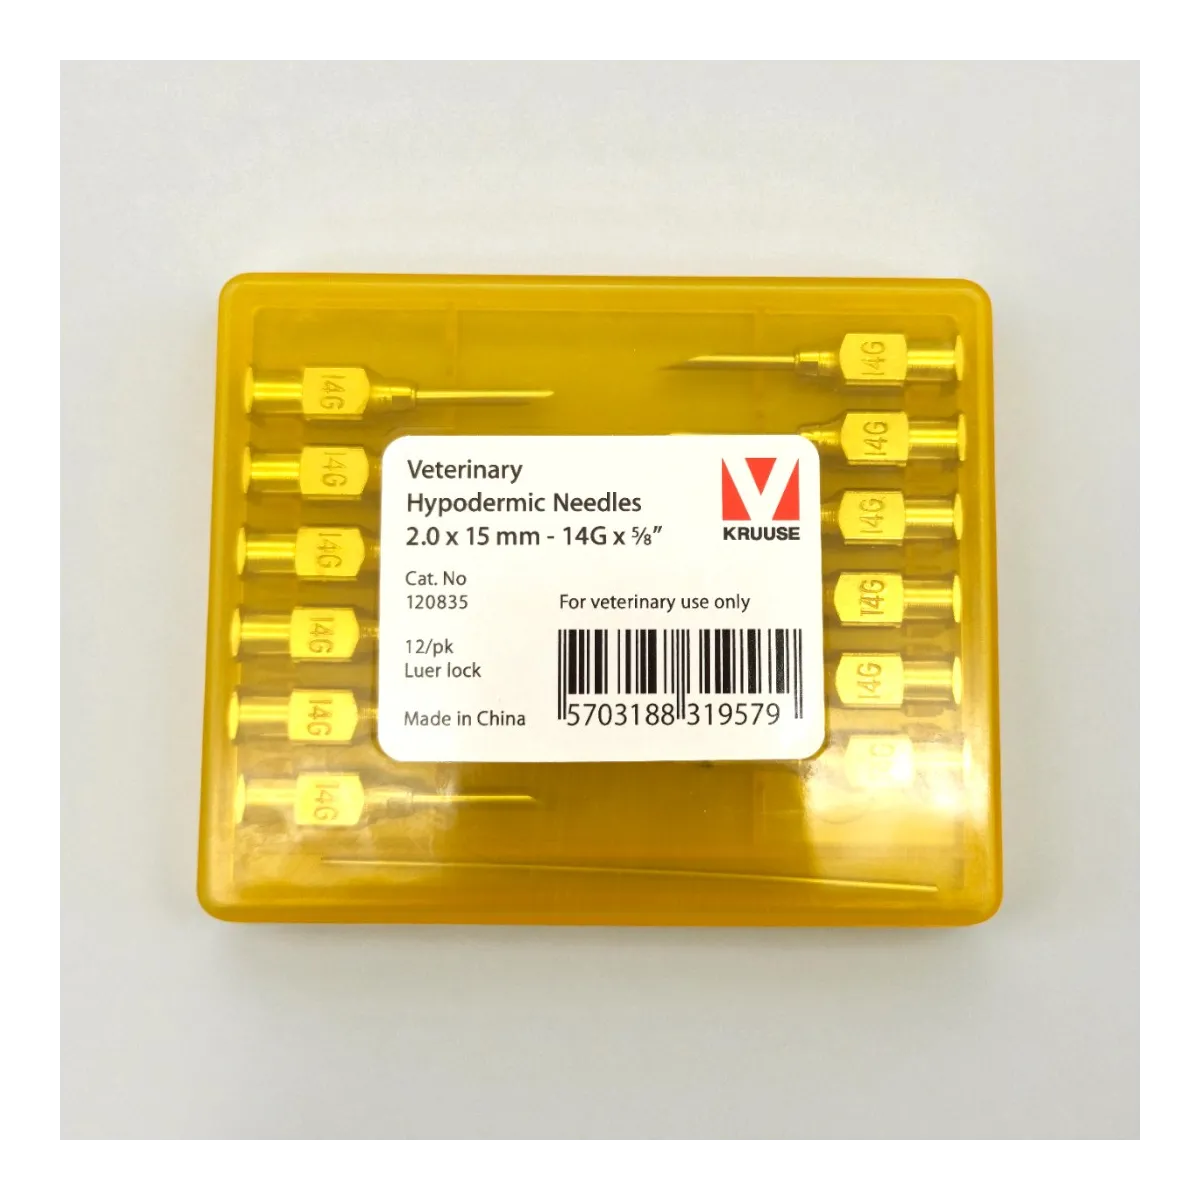 Veterinary
Hypodermic Needles
2.0 x 15 mm - 14G x ⅝”
KRUUSE
Cat. No
120835
For veterinary use only
12/pk
Luer lock
Made in China
5703188 319579
14G
14G
14G
14G
14G
14G
14G
14G
14G
14G
14G